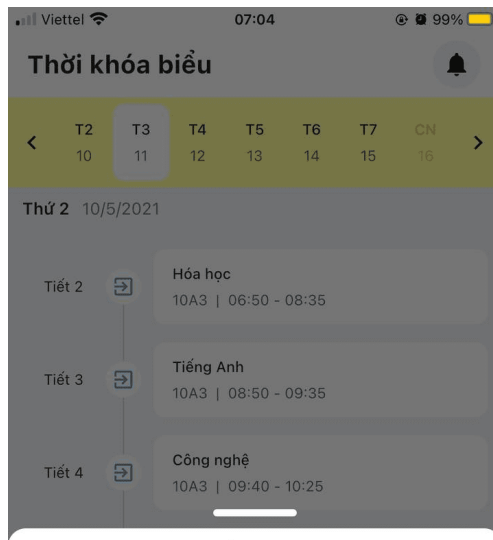 Viettel 07:04 99%
Thời khóa biểu
T2 T3 T4 T5 T6 T7 CN
10 11 12 13 14 15 16
Thứ 2 10/5/2021
Tiết 2
Hóa học
10A3 | 06:50 - 08:35
Tiết 3
Tiếng Anh
10A3 | 08:50 - 09:35
Tiết 4
Công nghệ
10A3 | 09:40 - 10:25